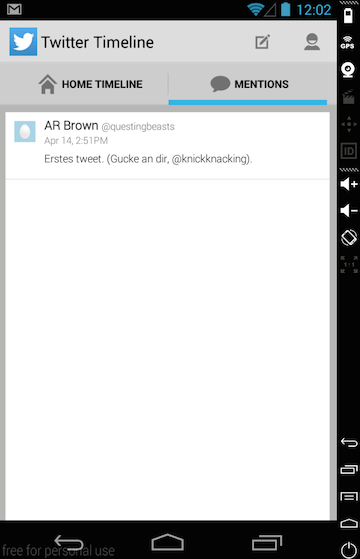 12:02
Twitter Timeline
HOME TIMELINE
MENTIONS
AR Brown @questingbeasts
Apr 14, 2:51PM
Erstes tweet. (Gucke an dir, @knickknacking).
free for personal use
GPS
ID
1:1